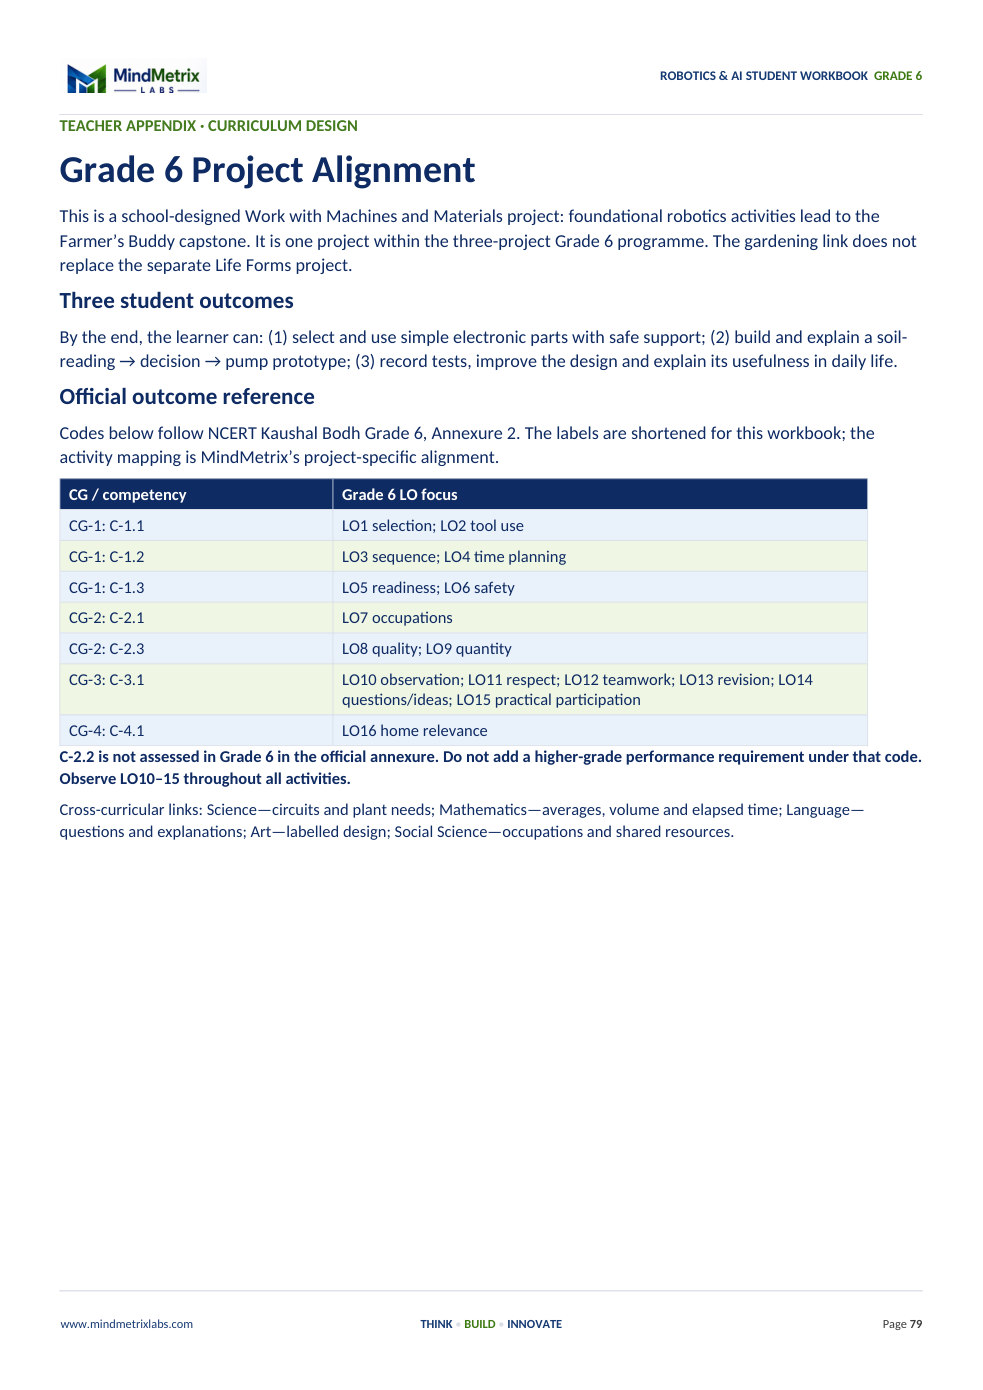 MindMetrix
LABS
ROBOTICS & AI STUDENT WORKBOOK GRADE 6
TEACHER APPENDIX · CURRICULUM DESIGN
Grade 6 Project Alignment
This is a school-designed Work with Machines and Materials project: foundational robotics activities lead to the
Farmer’s Buddy capstone. It is one project within the three-project Grade 6 programme. The gardening link does not
replace the separate Life Forms project.
Three student outcomes
By the end, the learner can: (1) select and use simple electronic parts with safe support; (2) build and explain a soil-
reading → decision → pump prototype; (3) record tests, improve the design and explain its usefulness in daily life.
Official outcome reference
Codes below follow NCERT Kaushal Bodh Grade 6, Annexure 2. The labels are shortened for this workbook; the
activity mapping is MindMetrix’s project-specific alignment.
CG / competency Grade 6 LO focus
CG-1: C-1.1 LO1 selection; LO2 tool use
CG-1: C-1.2 LO3 sequence; LO4 time planning
CG-1: C-1.3 LO5 readiness; LO6 safety
CG-2: C-2.1 LO7 occupations
CG-2: C-2.3 LO8 quality; LO9 quantity
CG-3: C-3.1 LO10 observation; LO11 respect; LO12 teamwork; LO13 revision; LO14
questions/ideas; LO15 practical participation
CG-4: C-4.1 LO16 home relevance
C-2.2 is not assessed in Grade 6 in the official annexure. Do not add a higher-grade performance requirement under that code.
Observe LO10–15 throughout all activities.
Cross-curricular links: Science—circuits and plant needs; Mathematics—averages, volume and elapsed time; Language—
questions and explanations; Art—labelled design; Social Science—occupations and shared resources.
www.mindmetrixlabs.com THINK • BUILD • INNOVATE Page 79